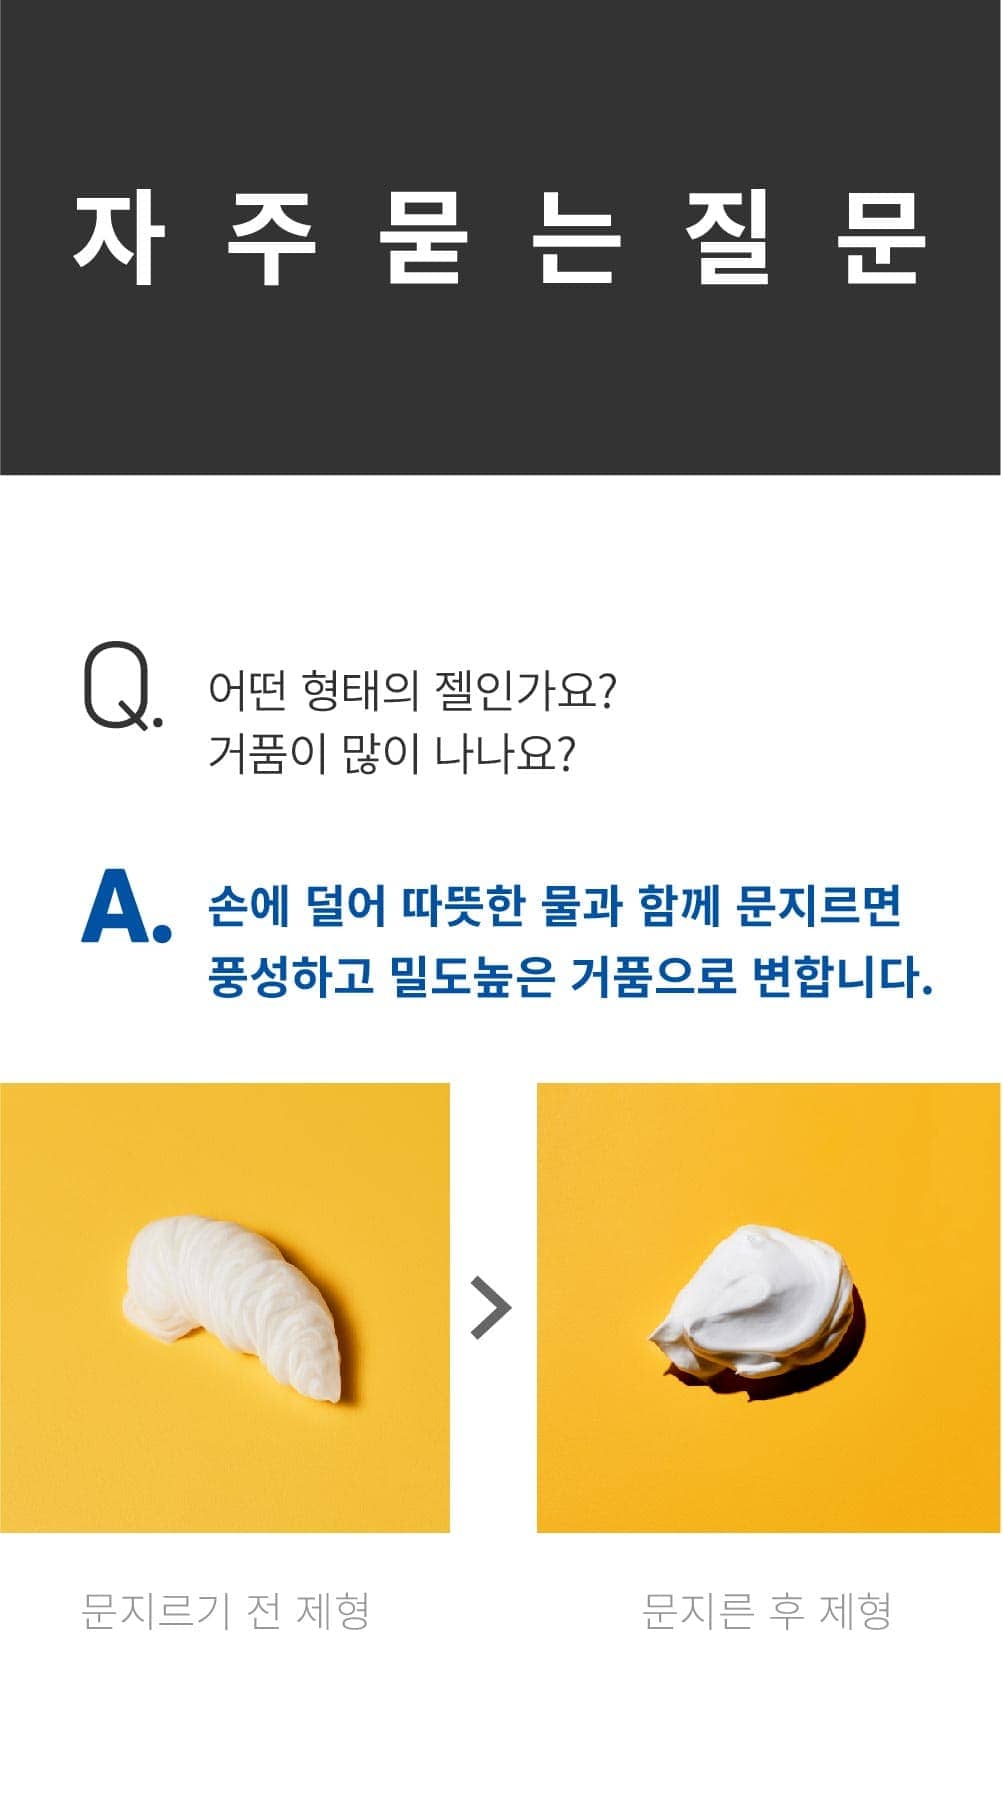 자주묻는질문
Q. 어떤 형태의 젤인가요?
거품이 많이 나나요?
A. 손에 덜어 따뜻한 물과 함께 문지르면
풍성하고 밀도높은 거품으로 변합니다.
문지르기 전 제형
문지른 후 제형